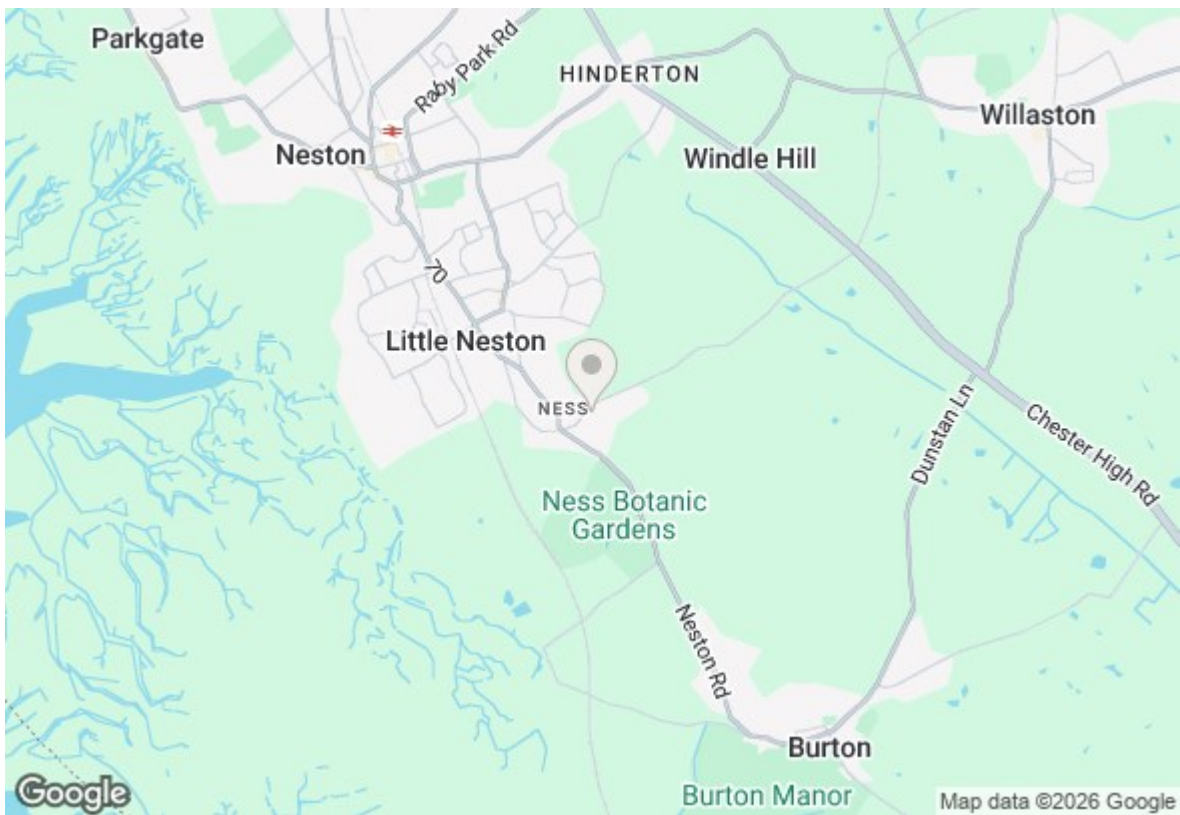 Parkgate
Raby Park Rd
HINDERTON
Willaston
Neston
Windle Hill
70
Little Neston
NESS
Dunstan Ln
Chester High Rd
Ness Botanic
Gardens
Neston Rd
Burton
Burton Manor
Google
Map data ©2026 Google